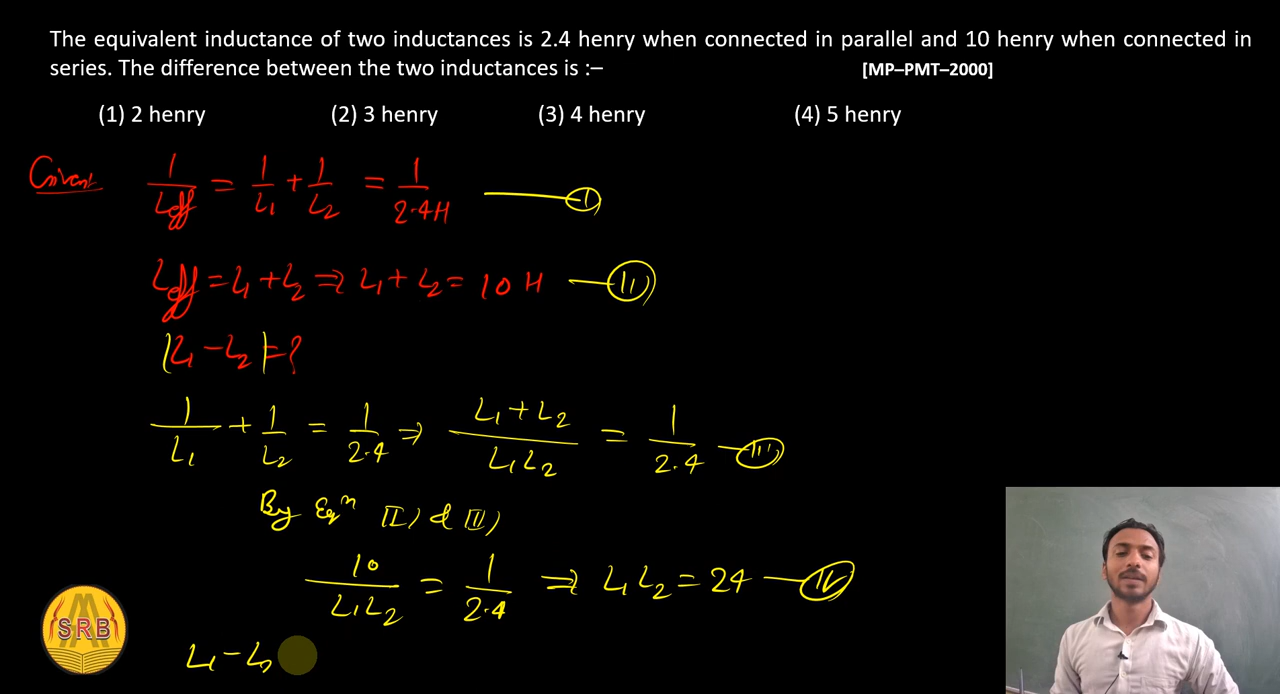 The equivalent inductance of two inductances is 2.4 henry when connected in parallel and 10 henry when connected in
series. The difference between the two inductances is :– [MP–PMT–2000]
(1) 2 henry (2) 3 henry (3) 4 henry (4) 5 henry
Given 1/Leff = 1/L₁ + 1/L₂ = 1/2.4H — (I)
Leff = L₁ + L₂ ⇒ L₁ + L₂ = 10 H — (II)
|L₁ − L₂| = ?
1/L₁ + 1/L₂ = 1/2.4 ⇒ (L₁ + L₂)/(L₁L₂) = 1/2.4 — (III)
By Eqⁿ (II) & (III)
10/(L₁L₂) = 1/2.4 ⇒ L₁L₂ = 24 — (IV)
L₁ − L₂
SRB